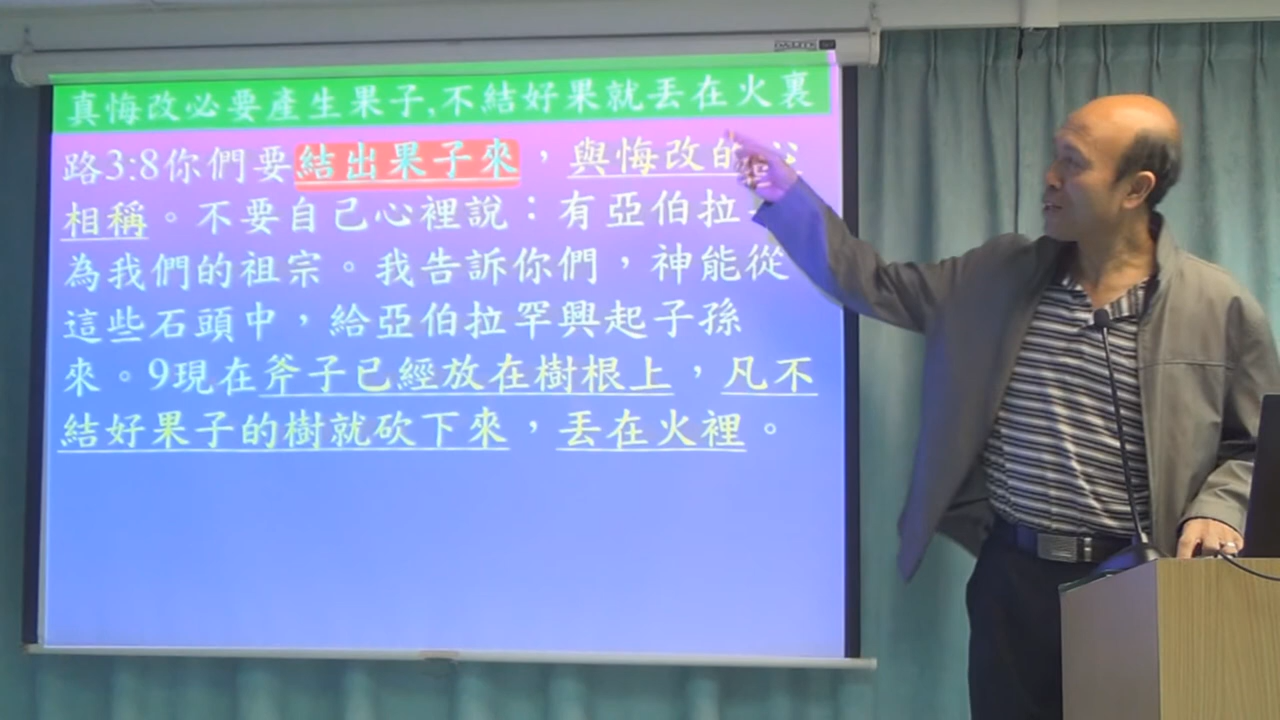 真悔改必要產生果子,不結好果就丟在火裏
路3:8你們要結出果子來，與悔改的心
相稱。不要自己心裡說：有亞伯拉
為我們的祖宗。我告訴你們，神能從
這些石頭中，給亞伯拉罕興起子孫
來。9現在斧子已經放在樹根上，凡不
結好果子的樹就砍下來，丟在火裡。